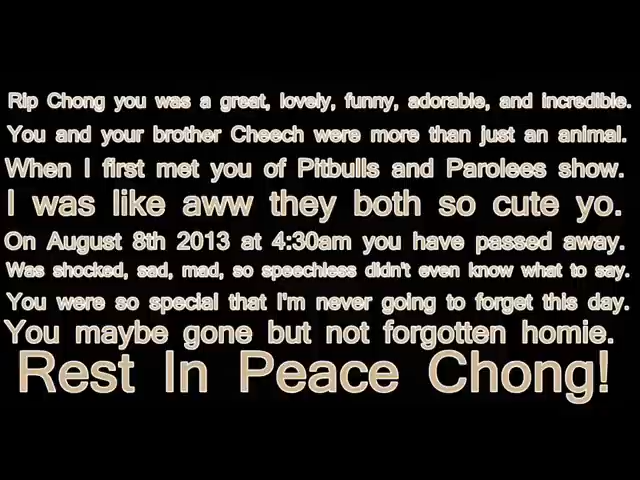 Rip Chong you was a great, lovely, funny, adorable, and incredible.
You and your brother Cheech were more than just an animal.
When I first met you of Pitbulls and Parolees show.
I was like aww they both so cute yo.
On August 8th 2013 at 4:30am you have passed away.
Was shocked, sad, mad, so speechless didn't even know what to say.
You were so special that I'm never going to forget this day.
You maybe gone but not forgotten homie.
Rest In Peace Chong!